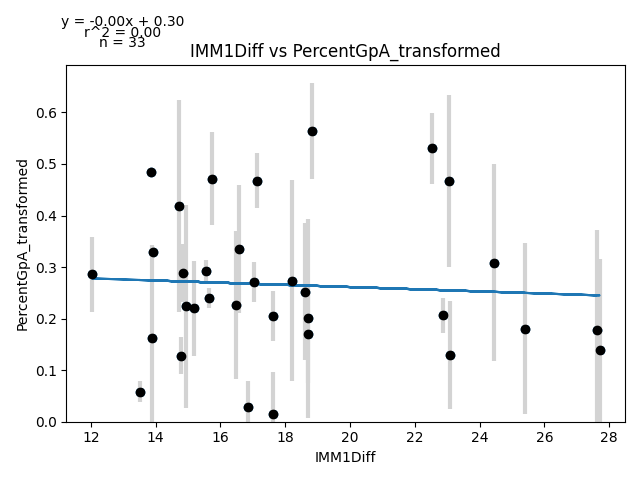 y = -0.00x + 0.30
r^2 = 0.00
n = 33
IMM1Diff vs PercentGpA_transformed
PercentGpA_transformed
0.6
0.5
0.4
0.3
0.2
0.1
0.0
12 14 16 18 20 22 24 26 28
IMM1Diff